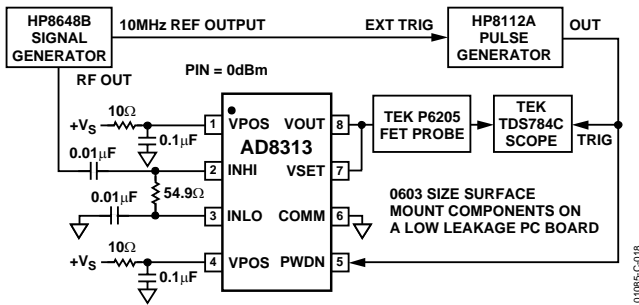 HP8648B
SIGNAL
GENERATOR
10MHz REF OUTPUT
EXT TRIG
HP8112A
PULSE
GENERATOR
OUT
RF OUT
PIN = 0dBm
+VS
10Ω
0.1µF
1
VPOS
VOUT
8
AD8313
TEK P6205
FET PROBE
TEK
TDS784C
SCOPE
TRIG
0.01µF
2
INHI
VSET
7
54.9Ω
0.01µF
3
INLO
COMM
6
0603 SIZE SURFACE
MOUNT COMPONENTS ON
A LOW LEAKAGE PC BOARD
+VS
10Ω
0.1µF
4
VPOS
PWDN
5
01085-C-018